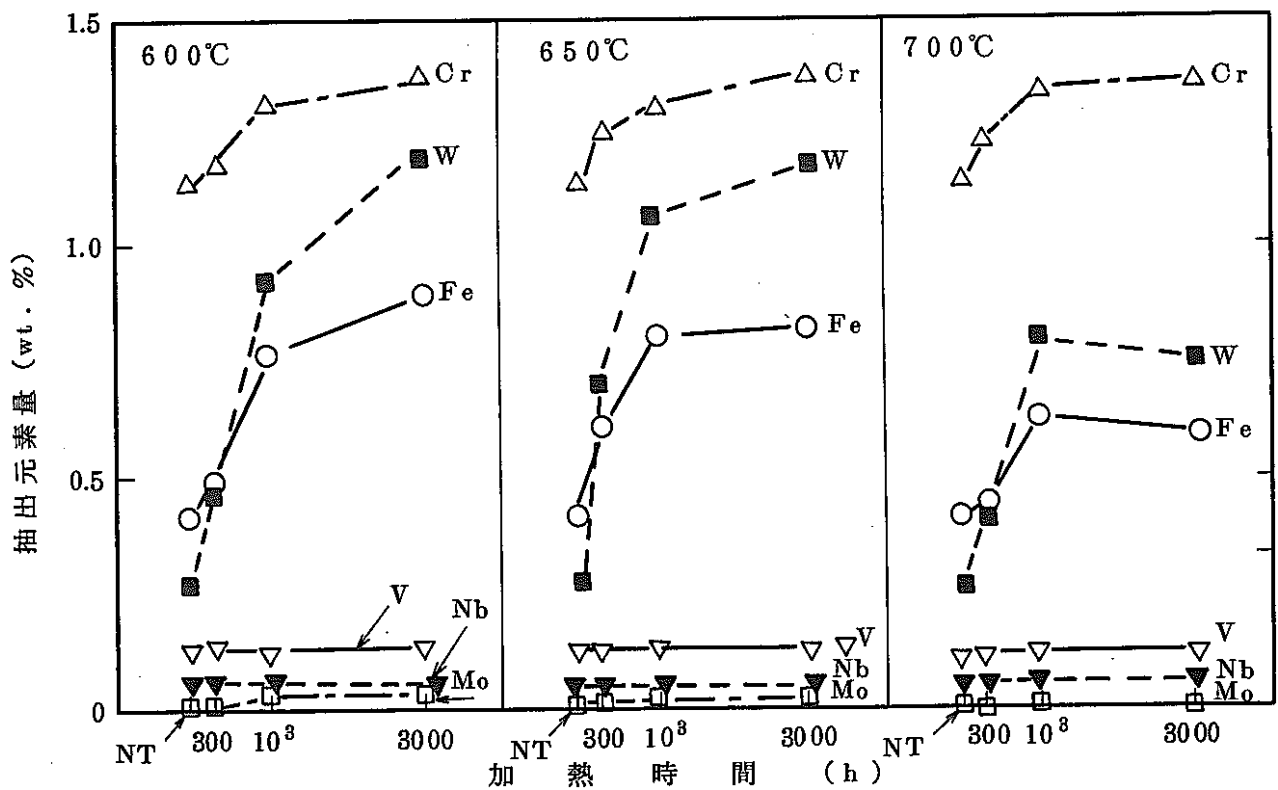 1.5
1.0
0.5
0
抽出元素量 (wt. %)
600℃
Cr
W
Fe
V
Nb
Mo
NT
300 10³ 3000
650℃
Cr
W
Fe
V
Nb
Mo
NT
300 10³ 3000
700℃
Cr
W
Fe
V
Nb
Mo
NT
300 10³ 3000
加熱時間 (h)